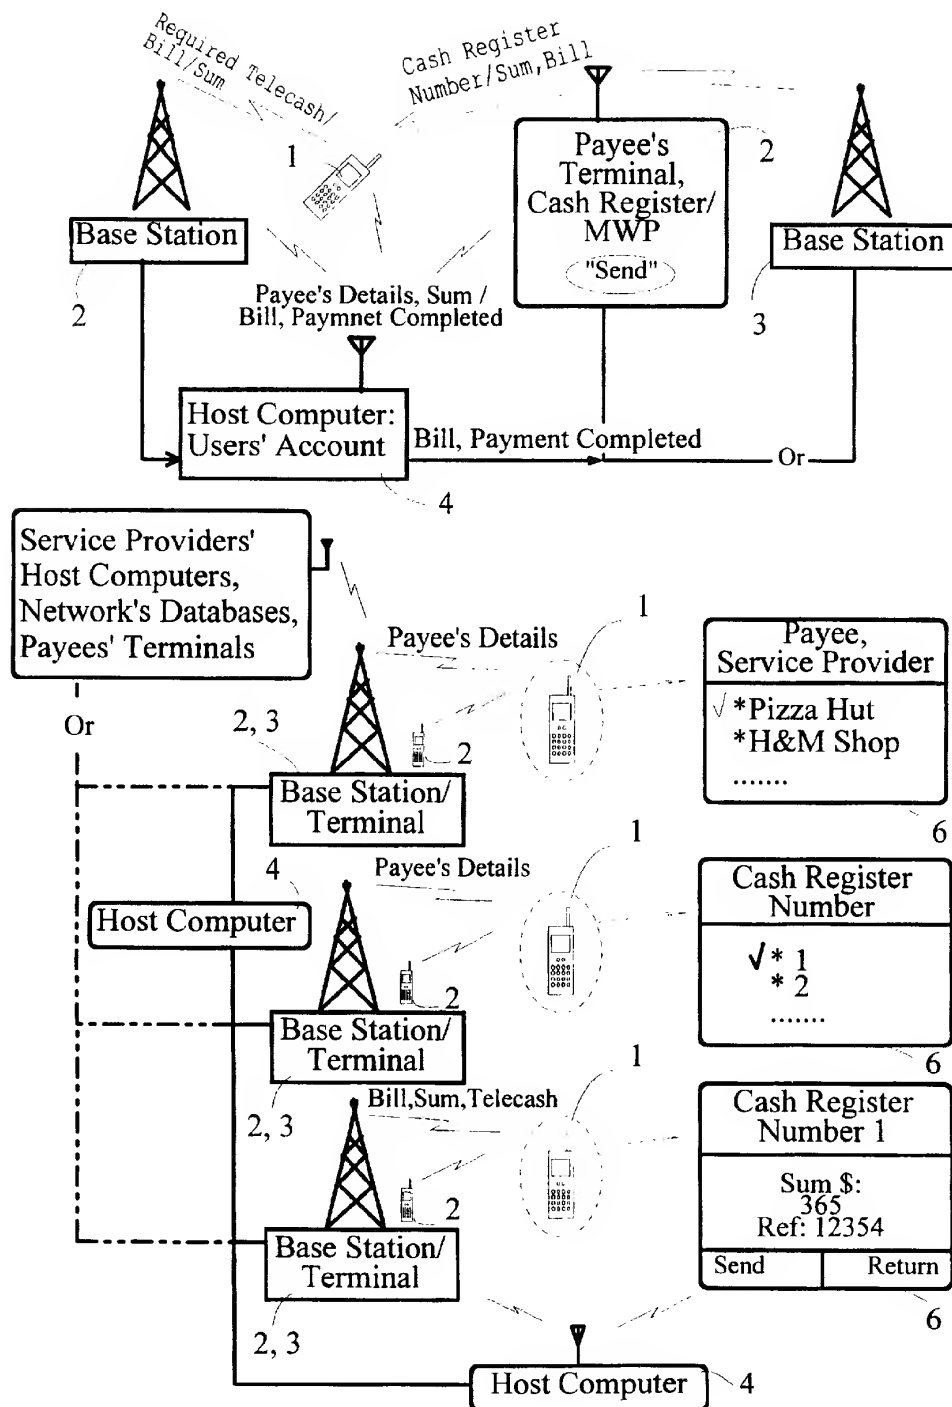 Required Telecash/
Bill/Sum
Cash Register
Number/Sum,Bill
1
2
Payee's
Terminal,
Cash Register/
MWP
"Send"
Base Station
2
Base Station
3
Payee's Details, Sum /
Bill, Paymnet Completed
Host Computer:
Users' Account
Bill, Payment Completed
Or
4
Service Providers'
Host Computers,
Network's Databases,
Payees' Terminals
Or
Payee's Details
1
2, 3
2
Base Station/
Terminal
Payee,
Service Provider
√ *Pizza Hut
*H&M Shop
.......
6
4
Host Computer
Payee's Details
1
2
Base Station/
Terminal
2, 3
Cash Register
Number
√ * 1
* 2
.......
6
Bill,Sum,Telecash
1
2
Base Station/
Terminal
2, 3
Cash Register
Number 1
Sum $:
365
Ref: 12354
Send
Return
6
Host Computer
4